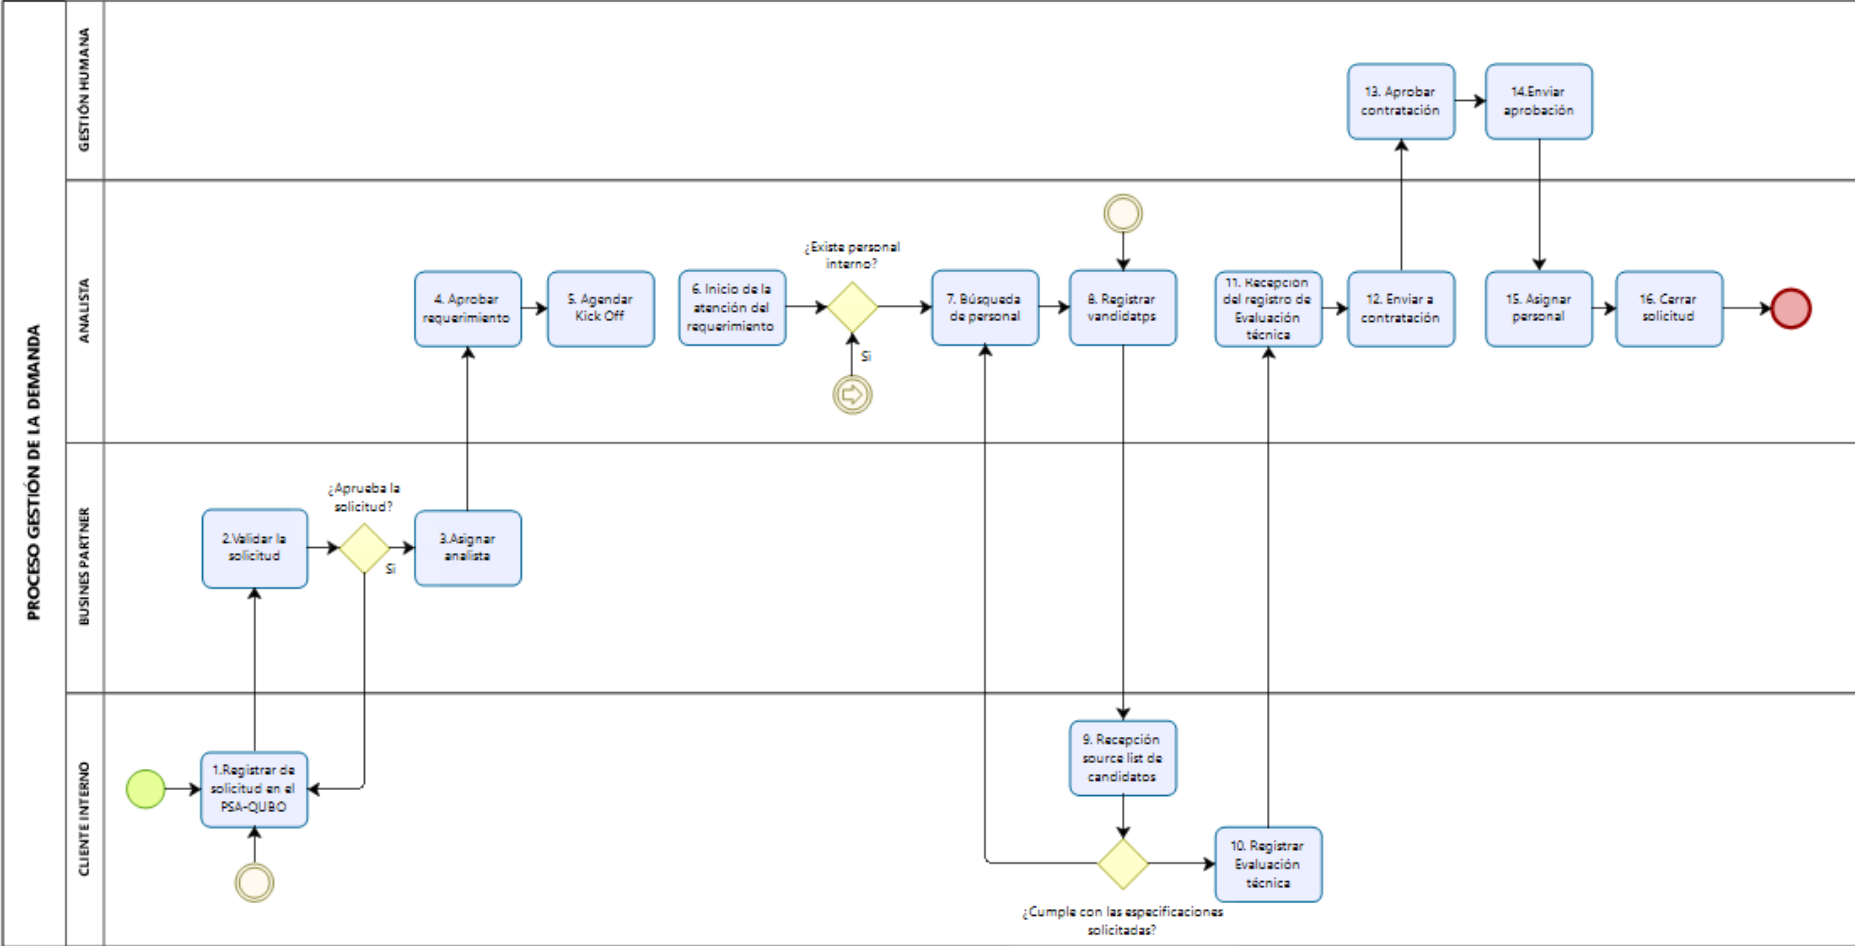 PROCESO GESTIÓN DE LA DEMANDA
GESTIÓN HUMANA
13. Aprobar
contratación
14.Enviar
aprobación
ANALISTA
4. Aprobar
requerimiento
5. Agendar
Kick Off
6. Inicio de la
atención del
requerimiento
¿Existe personal
interno?
Si
7. Búsqueda
de personal
8. Registrar
vandidatps
11. Recepción
del registro de
Evaluación
técnica
12. Enviar a
contratación
15. Asignar
personal
16. Cerrar
solicitud
BUSINES PARTNER
2.Validar la
solicitud
¿Aprueba la
solicitud?
Si
3.Asignar
analista
CLIENTE INTERNO
1.Registrar de
solicitud en el
PSA-QUBO
9. Recepción
source list de
candidatos
10. Registrar
Evaluación
técnica
¿Cumple con las especificaciones
solicitadas?